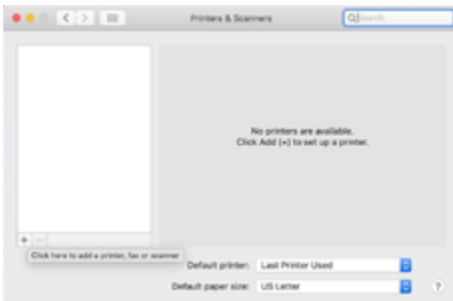 Printers & Scanners
Search
No printers are available.
Click Add (+) to set up a printer.
+ −
Click here to add a printer, fax or scanner
Default printer: Last Printer Used
Default paper size: US Letter
?